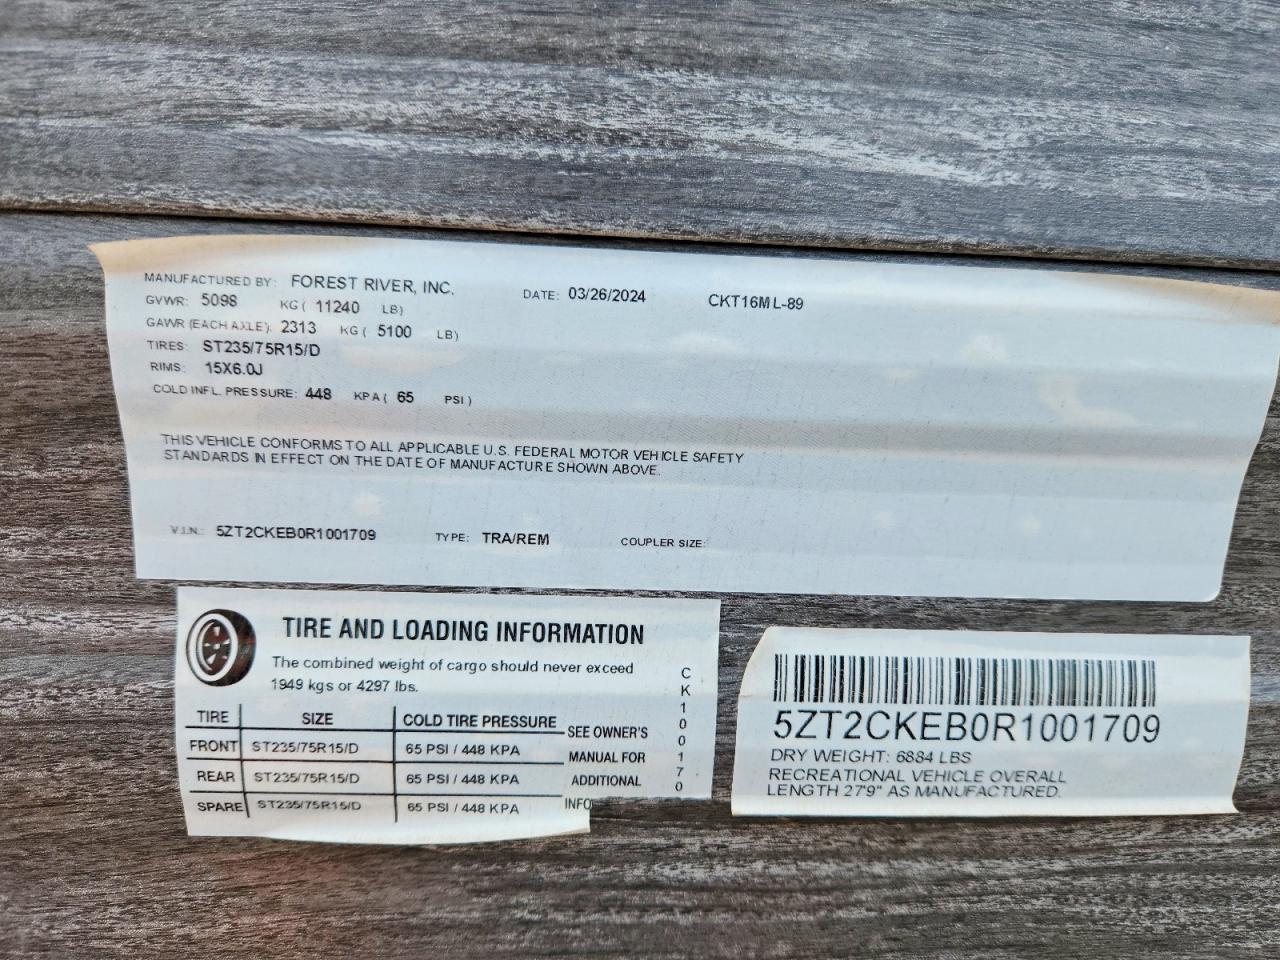 MANUFACTURED BY: FOREST RIVER, INC. DATE: 03/26/2024 CKT16ML-89
GVWR: 5098 KG ( 11240 LB)
GAWR (EACH AXLE): 2313 KG ( 5100 LB)
TIRES: ST235/75R15/D
RIMS: 15X6.0J
COLD INFL. PRESSURE: 448 KPA ( 65 PSI )
THIS VEHICLE CONFORMS TO ALL APPLICABLE U.S. FEDERAL MOTOR VEHICLE SAFETY
STANDARDS IN EFFECT ON THE DATE OF MANUFACTURE SHOWN ABOVE.
V.I.N.: 5ZT2CKEB0R1001709 TYPE: TRA/REM COUPLER SIZE:
TIRE AND LOADING INFORMATION
The combined weight of cargo should never exceed
1949 kgs or 4297 lbs.
TIRE SIZE COLD TIRE PRESSURE
FRONT ST235/75R15/D 65 PSI / 448 KPA
REAR ST235/75R15/D 65 PSI / 448 KPA
SPARE ST235/75R15/D 65 PSI / 448 KPA
SEE OWNER'S
MANUAL FOR
ADDITIONAL
INFO
CK100170
5ZT2CKEB0R1001709
DRY WEIGHT: 6884 LBS
RECREATIONAL VEHICLE OVERALL
LENGTH 27'9" AS MANUFACTURED.